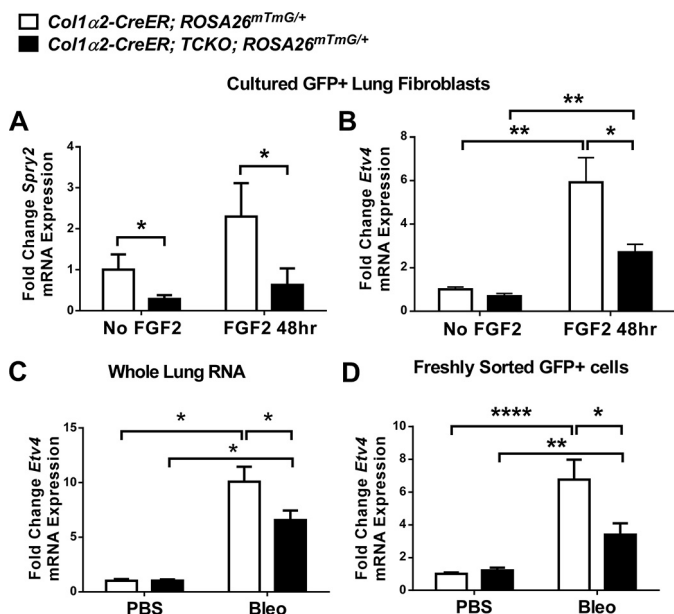 Col1α2-CreER; ROSA26mTmG/+
Col1α2-CreER; TCKO; ROSA26mTmG/+
Cultured GFP+ Lung Fibroblasts
A
Fold Change Spry2
mRNA Expression
4
3
2
1
0
*
*
No FGF2
FGF2 48hr
B
Fold Change Etv4
mRNA Expression
8
6
4
2
0
**
**
*
No FGF2
FGF2 48hr
C
Whole Lung RNA
Fold Change Etv4
mRNA Expression
15
10
5
0
*
*
*
PBS
Bleo
D
Freshly Sorted GFP+ cells
Fold Change Etv4
mRNA Expression
10
8
6
4
2
0
****
*
**
PBS
Bleo